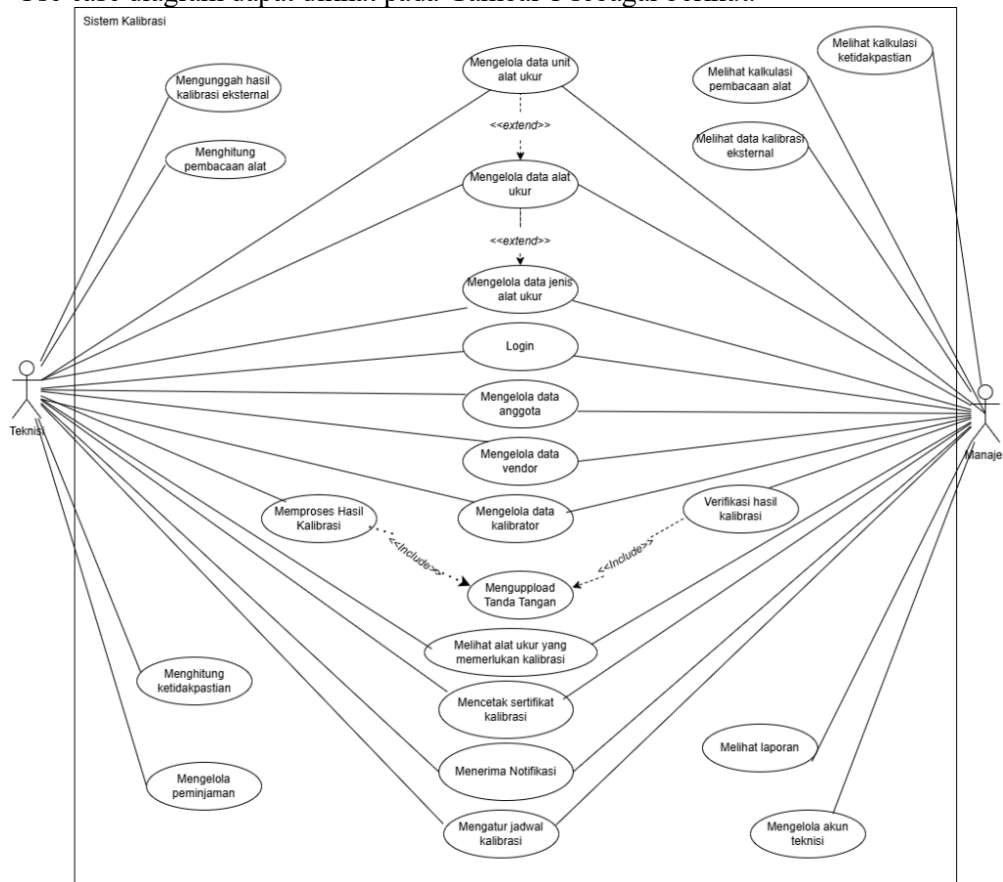 Use case diagram dapat dilihat pada Gambar 1 sebagai berikut.
Sistem Kalibrasi
Mengunggah hasil
kalibrasi eksternal
Menghitung
pembacaan alat
Mengelola data unit
alat ukur
<<extend>>
Mengelola data alat
ukur
<<extend>>
Mengelola data jenis
alat ukur
Login
Mengelola data
anggota
Mengelola data
vendor
Mengelola data
kalibrator
Melihat kalkulasi
ketidakpastian
Melihat kalkulasi
pembacaan alat
Melihat data kalibrasi
eksternal
Teknisi
Manaje
Memproses Hasil
Kalibrasi
<<Include>>
Verifikasi hasil
kalibrasi
<<Include>>
Menguppload
Tanda Tangan
Melihat alat ukur yang
memerlukan kalibrasi
Mencetak sertifikat
kalibrasi
Menerima Notifikasi
Mengatur jadwal
kalibrasi
Menghitung
ketidakpastian
Mengelola
peminjaman
Melihat laporan
Mengelola akun
teknisi